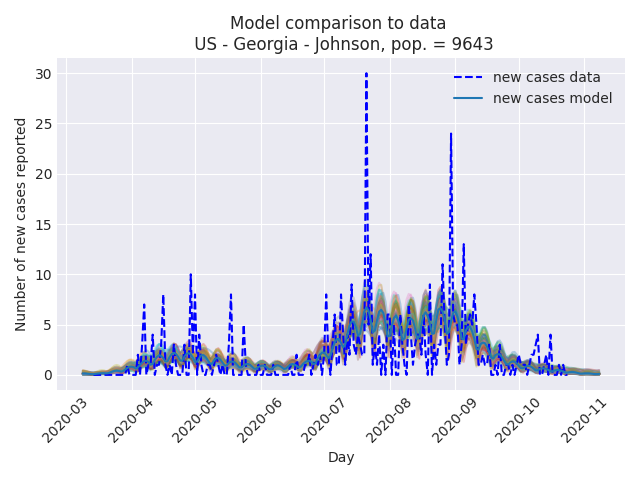 Model comparison to data
US - Georgia - Johnson, pop. = 9643
new cases data
new cases model
Number of new cases reported
30
25
20
15
10
5
0
2020-03
2020-04
2020-05
2020-06
2020-07
2020-08
2020-09
2020-10
2020-11
Day